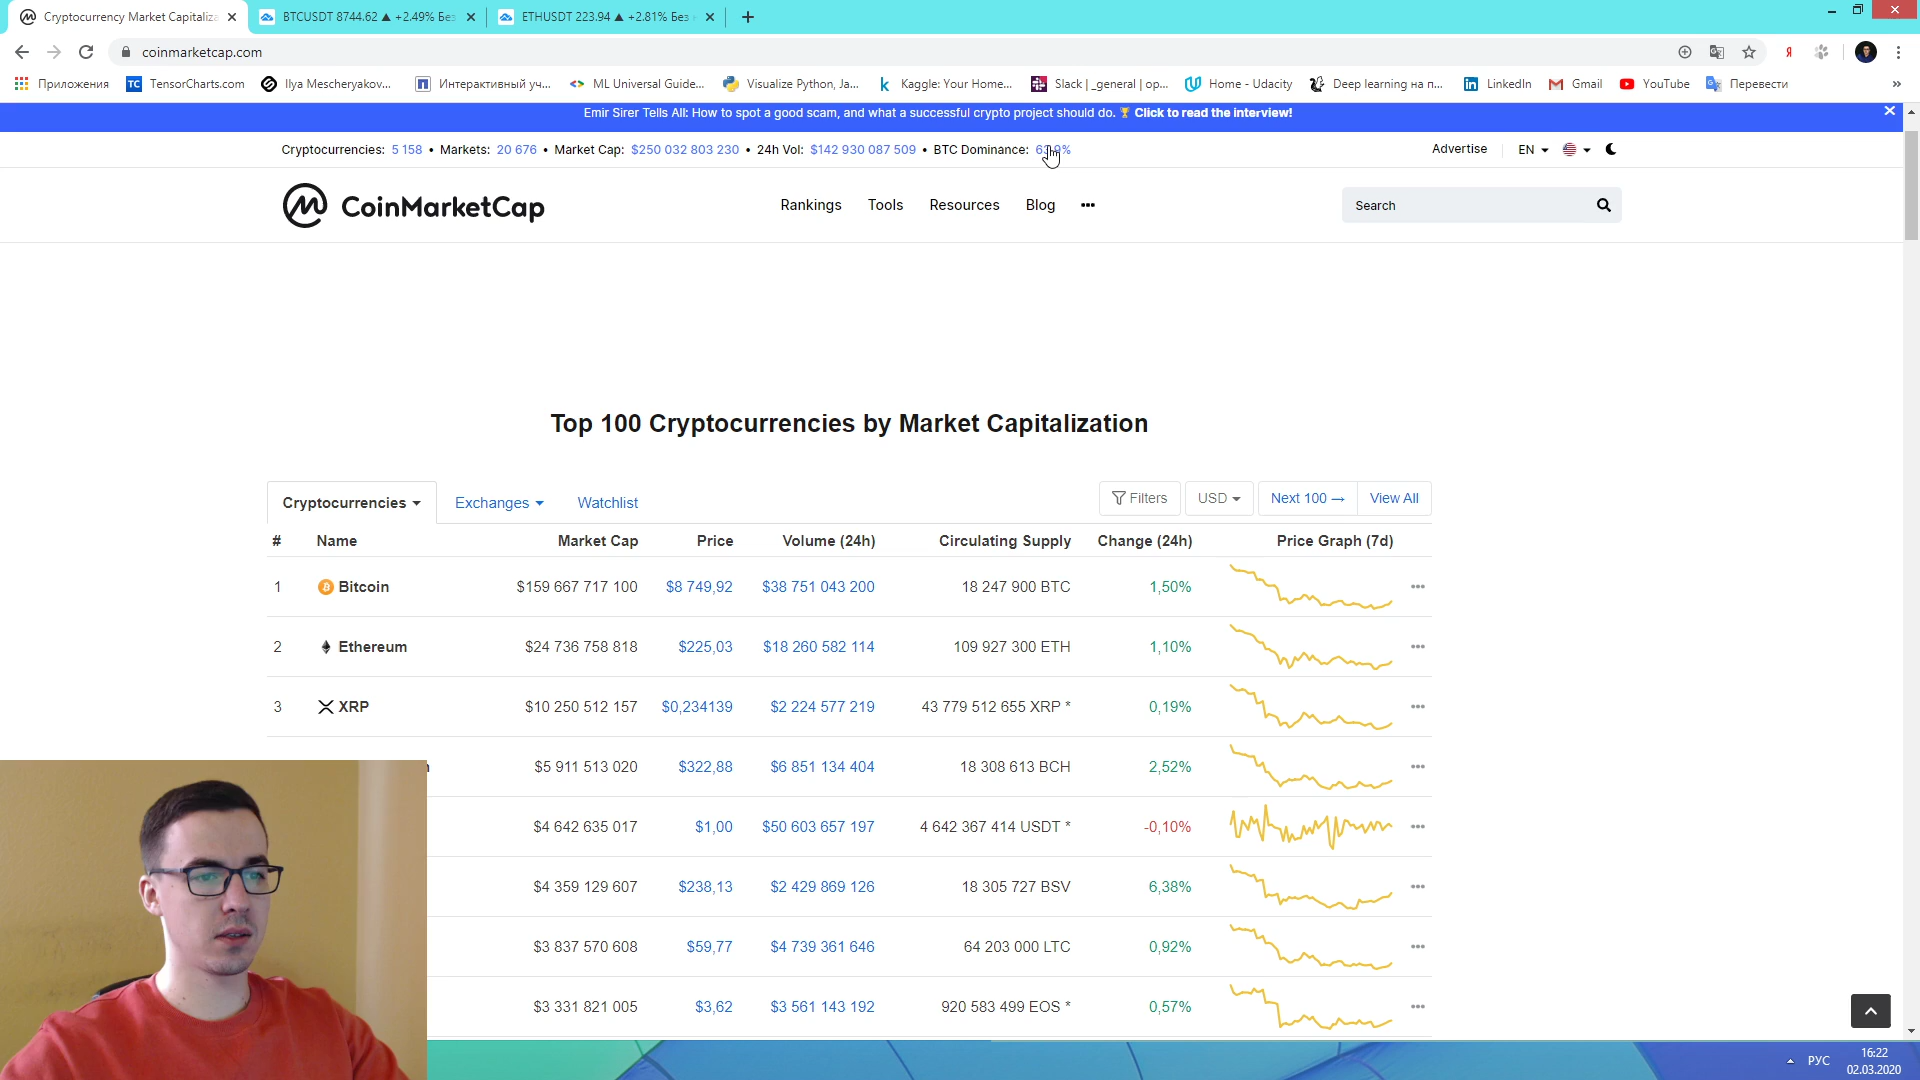 Cryptocurrency Market Capitaliza
BTCUSDT 8744.62 ▲ +2.49% Без
ETHUSDT 223.94 ▲ +2.81% Без
coinmarketcap.com
Приложения
TC TensorCharts.com
Ilya Mescheryakov...
Интерактивный уч...
ML Universal Guide...
Visualize Python, Ja...
Kaggle: Your Home...
Slack | _general | op...
Home - Udacity
Deep learning на п...
LinkedIn
Gmail
YouTube
Перевести
Emir Sirer Tells All: How to spot a good scam, and what a successful crypto project should do. 🏆 Click to read the interview!
Cryptocurrencies: 5 158 • Markets: 20 676 • Market Cap: $250 032 803 230 • 24h Vol: $142 930 087 509 • BTC Dominance:
Advertise EN
CoinMarketCap
Rankings Tools Resources Blog •••
Search
Top 100 Cryptocurrencies by Market Capitalization
Cryptocurrencies Exchanges Watchlist
Filters USD Next 100 → View All
# Name Market Cap Price Volume (24h) Circulating Supply Change (24h) Price Graph (7d)
1 Bitcoin $159 667 717 100 $8 749,92 $38 751 043 200 18 247 900 BTC 1,50%
2 Ethereum $24 736 758 818 $225,03 $18 260 582 114 109 927 300 ETH 1,10%
3 XRP $10 250 512 157 $0,234139 $2 224 577 219 43 779 512 655 XRP * 0,19%
$5 911 513 020 $322,88 $6 851 134 404 18 308 613 BCH 2,52%
$4 642 635 017 $1,00 $50 603 657 197 4 642 367 414 USDT * -0,10%
$4 359 129 607 $238,13 $2 429 869 126 18 305 727 BSV 6,38%
$3 837 570 608 $59,77 $4 739 361 646 64 203 000 LTC 0,92%
$3 331 821 005 $3,62 $3 561 143 192 920 583 499 EOS * 0,57%
РУС
16:22
02.03.2020